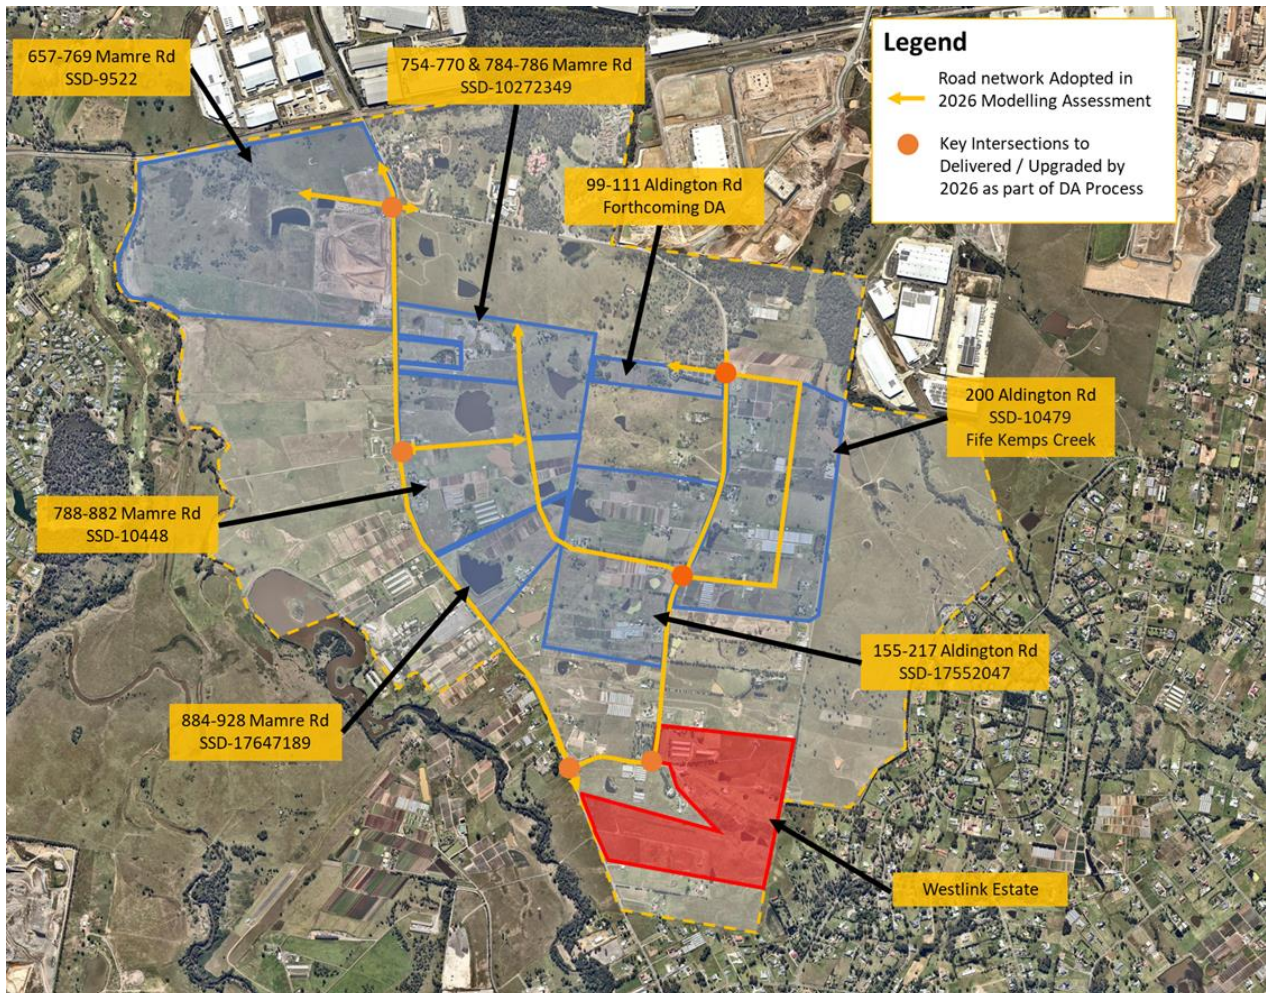 657-769 Mamre Rd
SSD-9522
754-770 & 784-786 Mamre Rd
SSD-10272349
Legend
Road network Adopted in
2026 Modelling Assessment
Key Intersections to
Delivered / Upgraded by
2026 as part of DA Process
99-111 Aldington Rd
Forthcoming DA
200 Aldington Rd
SSD-10479
Fife Kemps Creek
788-882 Mamre Rd
SSD-10448
155-217 Aldington Rd
SSD-17552047
884-928 Mamre Rd
SSD-17647189
Westlink Estate